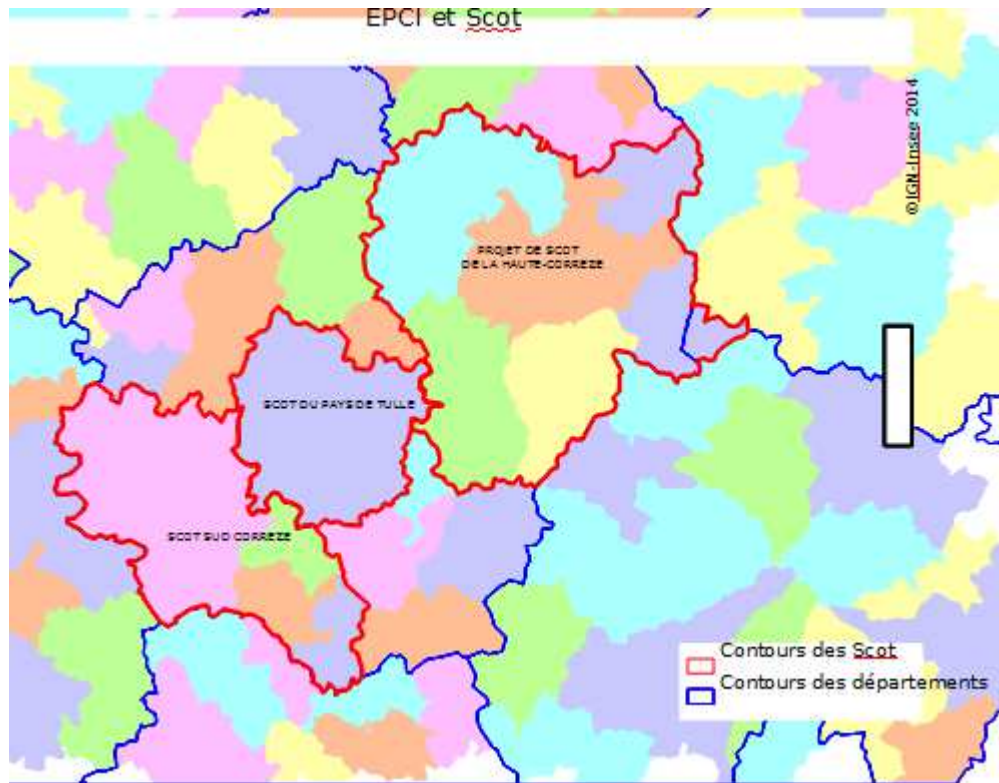 EPCI et Scot
©IGN-Insee 2014
PROJET DE SCOT
DE LA HAUTE-CORREZE
SCOT DU PAYS DE TULLE
SCOT SUD CORREZE
Contours des Scot
Contours des départements